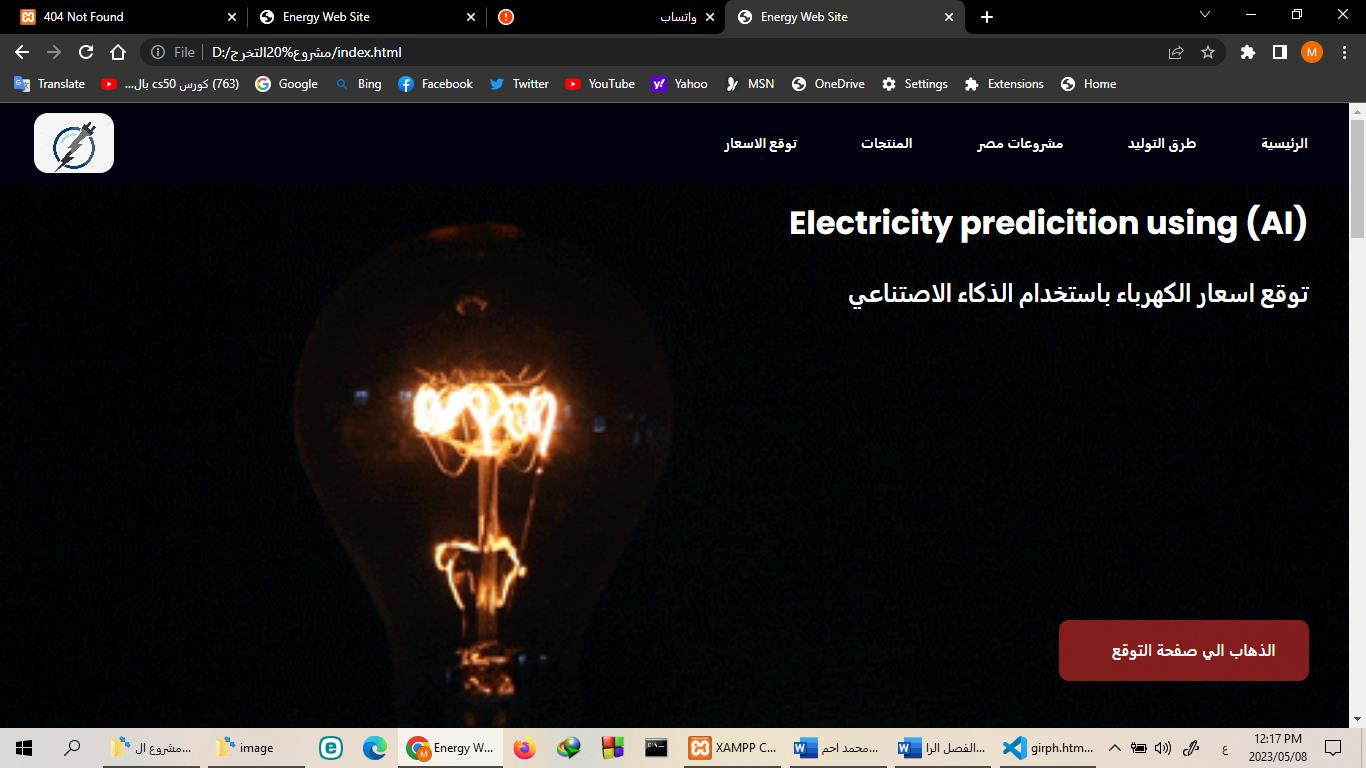 404 Not Found
Energy Web Site
واتساب
Energy Web Site
File
D:/مشروع%20التخرج/index.html
M
Translate
(763) كورس cs50 بال...
Google
Bing
Facebook
Twitter
YouTube
Yahoo
MSN
OneDrive
Settings
Extensions
Home
الرئيسية
طرق التوليد
مشروعات مصر
المنتجات
توقع الاسعار
Electricity predicition using (AI)
توقع اسعار الكهرباء باستخدام الذكاء الاصتناعي
الذهاب الي صفحة التوقع
مشروع ال...
image
Energy W...
XAMPP C...
محمد احم...
الفصل الرا...
girph.htm...
ع
12:17 PM
2023/05/08